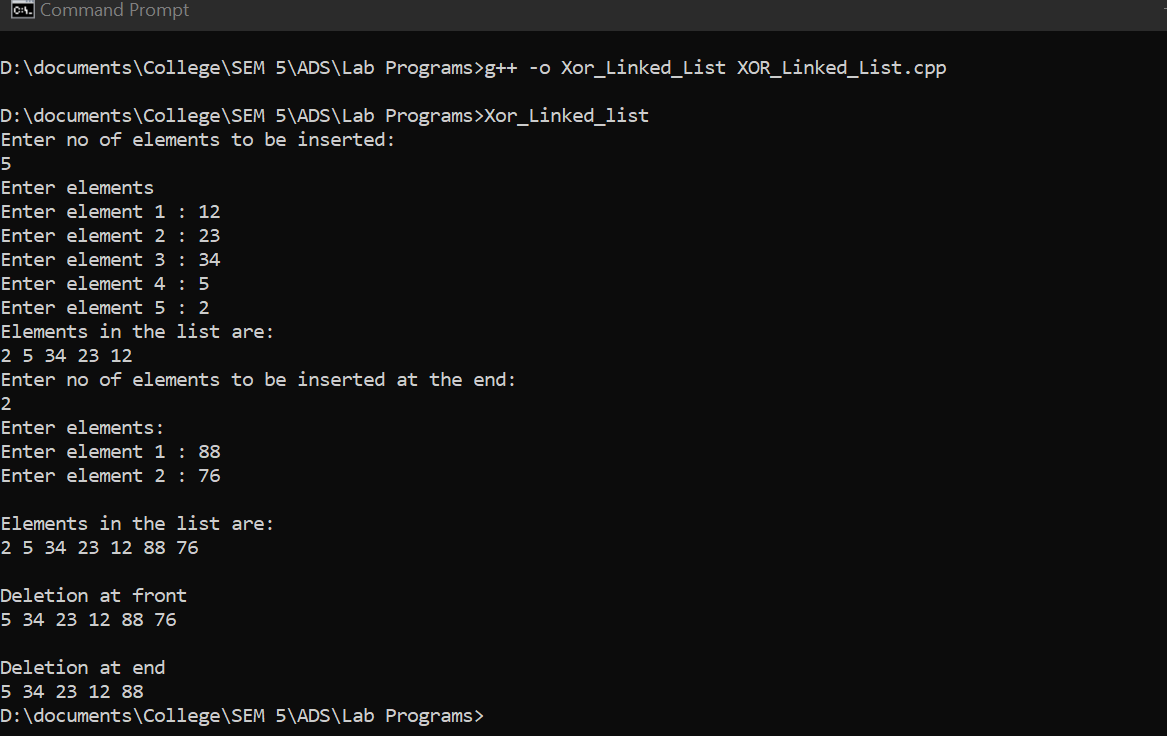 Command Prompt
D:\documents\College\SEM 5\ADS\Lab Programs>g++ -o Xor_Linked_List XOR_Linked_List.cpp
D:\documents\College\SEM 5\ADS\Lab Programs>Xor_Linked_list
Enter no of elements to be inserted:
5
Enter elements
Enter element 1 : 12
Enter element 2 : 23
Enter element 3 : 34
Enter element 4 : 5
Enter element 5 : 2
Elements in the list are:
2 5 34 23 12
Enter no of elements to be inserted at the end:
2
Enter elements:
Enter element 1 : 88
Enter element 2 : 76
Elements in the list are:
2 5 34 23 12 88 76
Deletion at front
5 34 23 12 88 76
Deletion at end
5 34 23 12 88
D:\documents\College\SEM 5\ADS\Lab Programs>